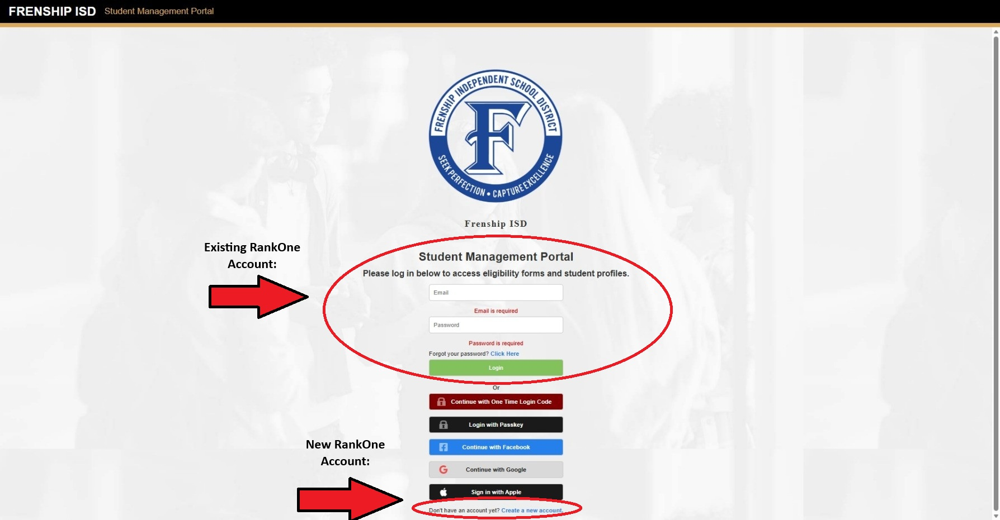 FRENSHIP ISD Student Management Portal
FRENSHIP INDEPENDENT SCHOOL DISTRICT
F
SEEK PERFECTION • CAPTURE EXCELLENCE
Frenship ISD
Existing RankOne
Account:
Student Management Portal
Please log in below to access eligibility forms and student profiles.
Email
Email is required
Password
Password is required
Forgot your password? Click Here
Login
Or
Continue with One Time Login Code
Login with Passkey
Continue with Facebook
Continue with Google
Sign in with Apple
New RankOne
Account:
Don't have an account yet? Create a new account.